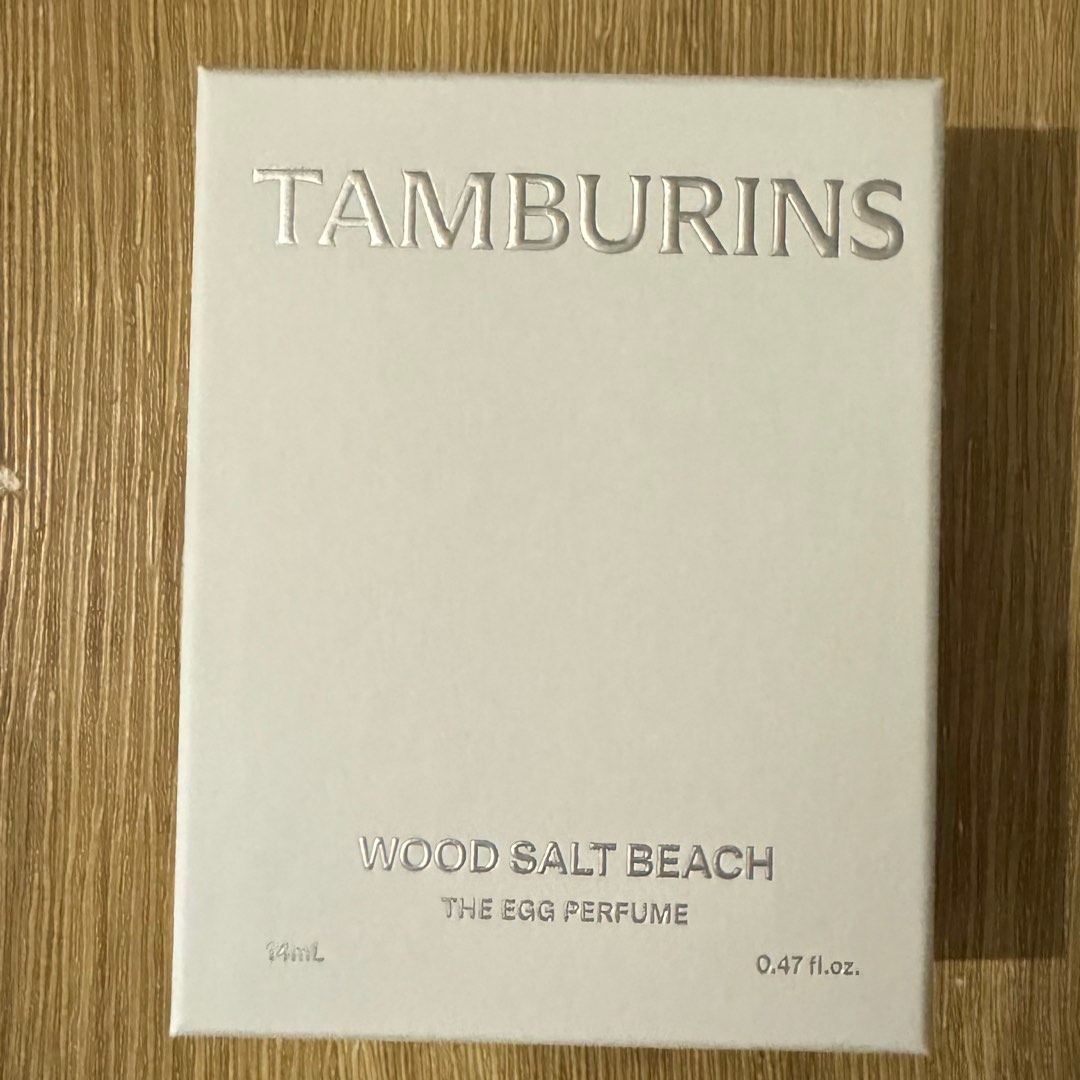 TAMBURINS
WOOD SALT BEACH
THE EGG PERFUME
14mL 0.47 fl.oz.